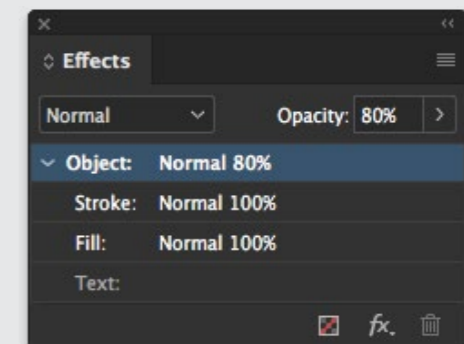 Effects
Normal Opacity: 80%
Object: Normal 80%
Stroke: Normal 100%
Fill: Normal 100%
Text:
fx.